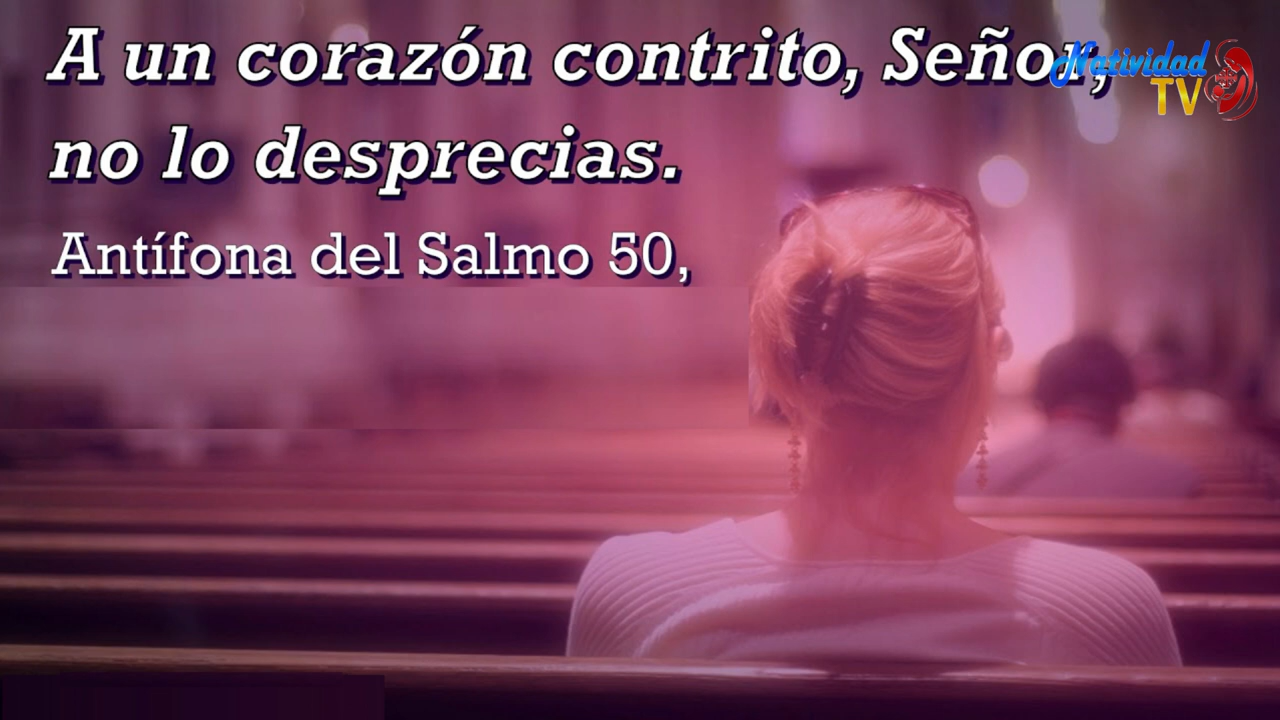 A un corazón contrito, Señor,
no lo desprecias.
Antífona del Salmo 50,
Natividad
TV